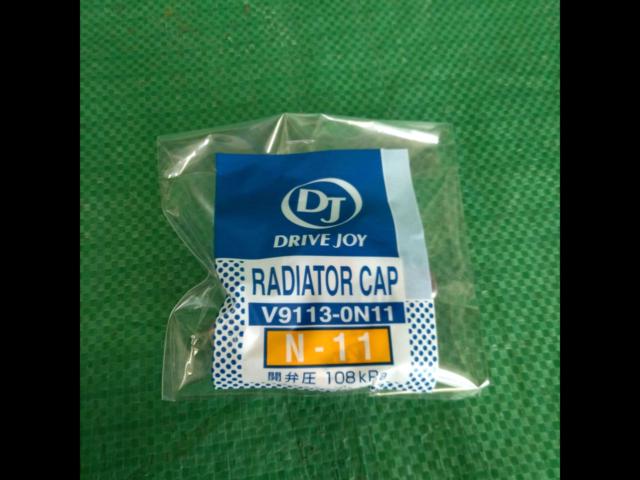 DJ
DRIVE JOY
RADIATOR CAP
V9113-0N11
N-11
開弁圧 108kPa